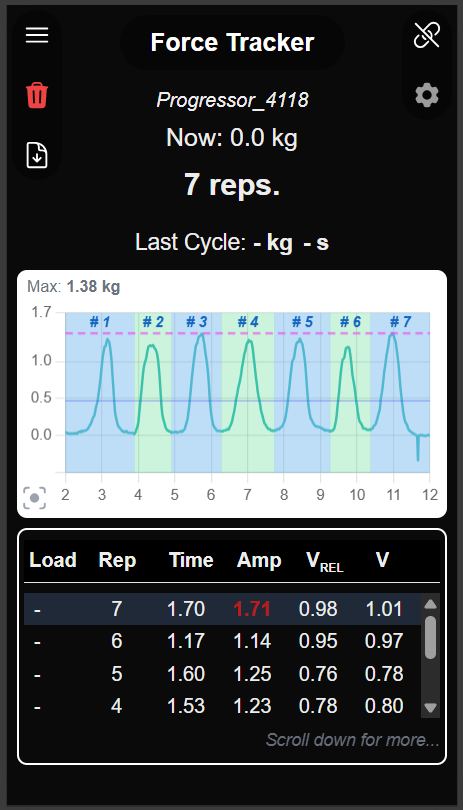 Force Tracker
Progressor_4118
Now: 0.0 kg
7 reps.
Last Cycle: - kg - s
Max: 1.38 kg
# 1 # 2 # 3 # 4 # 5 # 6 # 7
1.7
1.0
0.5
0.0
2 3 4 5 6 7 8 9 10 11 12
Load Rep Time Amp VREL V
- 7 1.70 1.71 0.98 1.01
- 6 1.17 1.14 0.95 0.97
- 5 1.60 1.25 0.76 0.78
- 4 1.53 1.23 0.78 0.80
Scroll down for more...